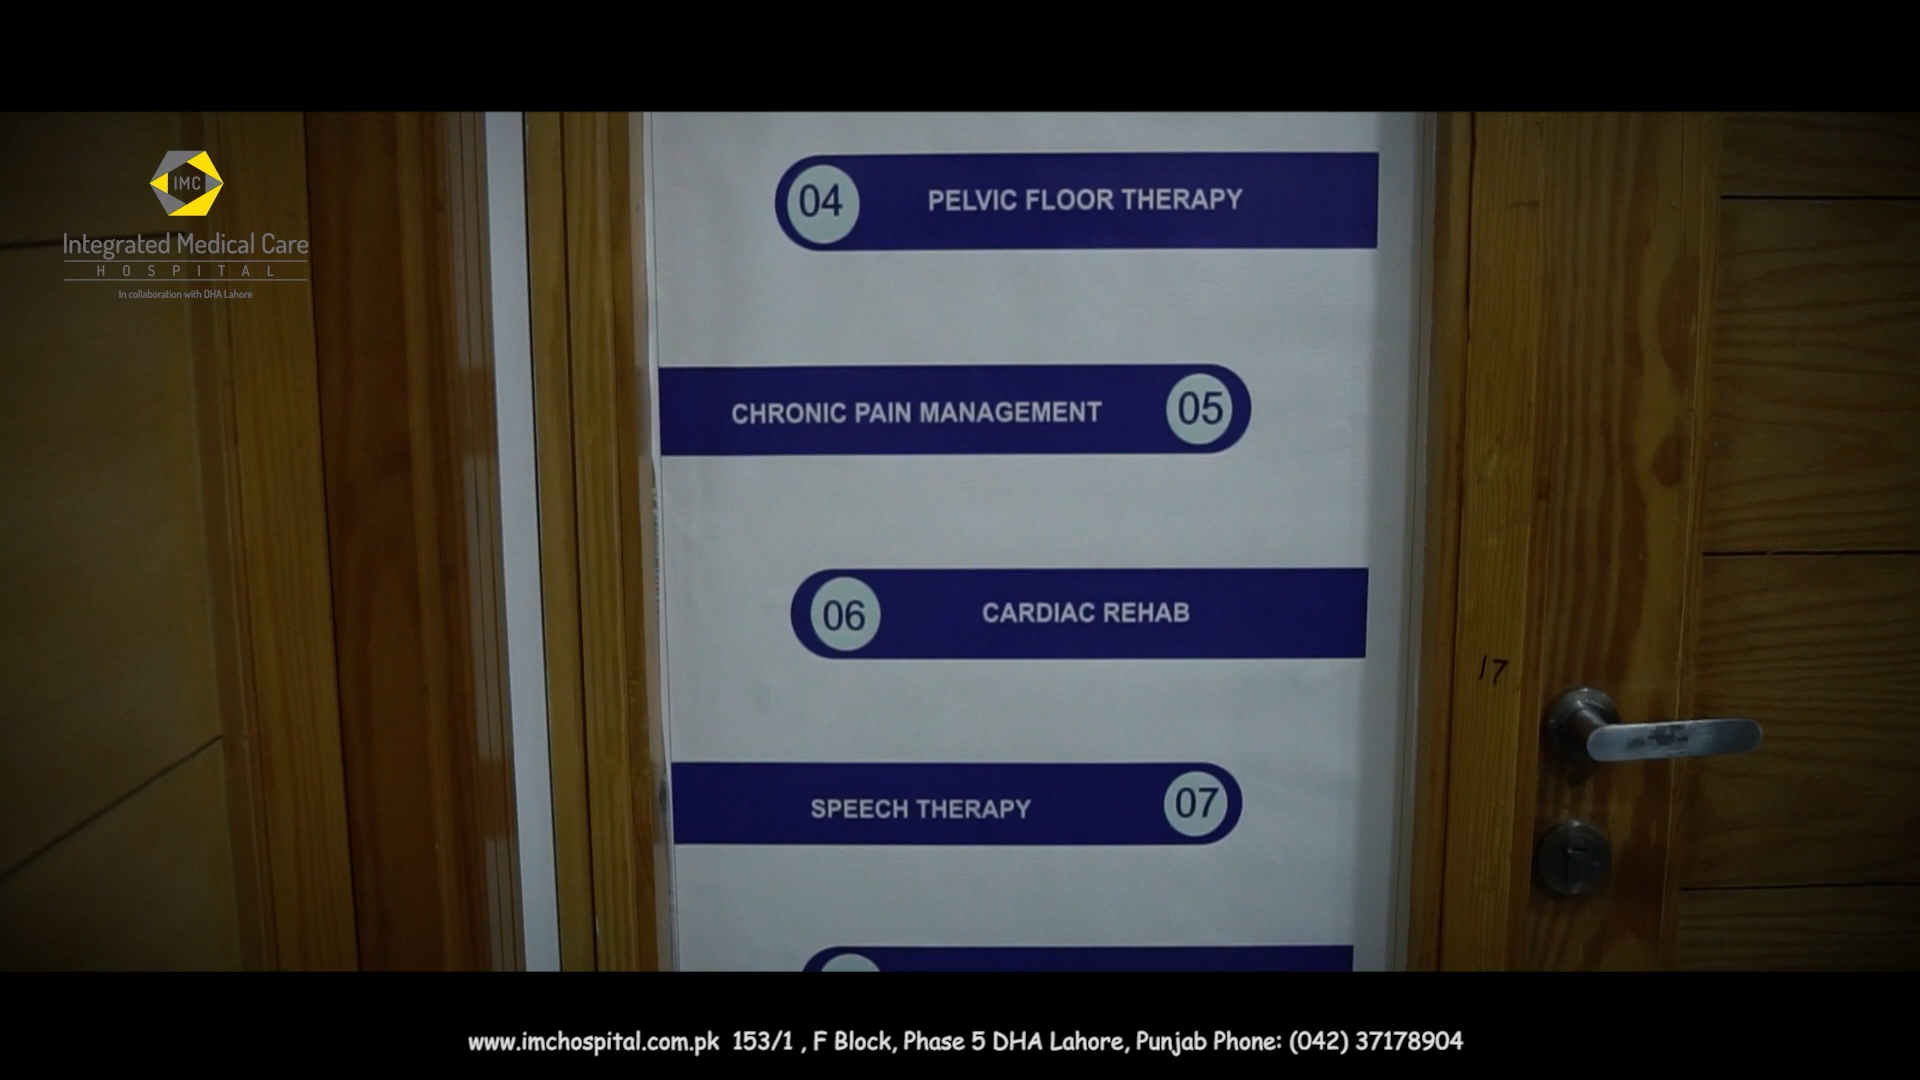 IMC
Integrated Medical Care
HOSPITAL
In collaboration with DHA Lahore
04 PELVIC FLOOR THERAPY
CHRONIC PAIN MANAGEMENT 05
06 CARDIAC REHAB
17
SPEECH THERAPY 07
www.imchospital.com.pk 153/1 , F Block, Phase 5 DHA Lahore, Punjab Phone: (042) 37178904